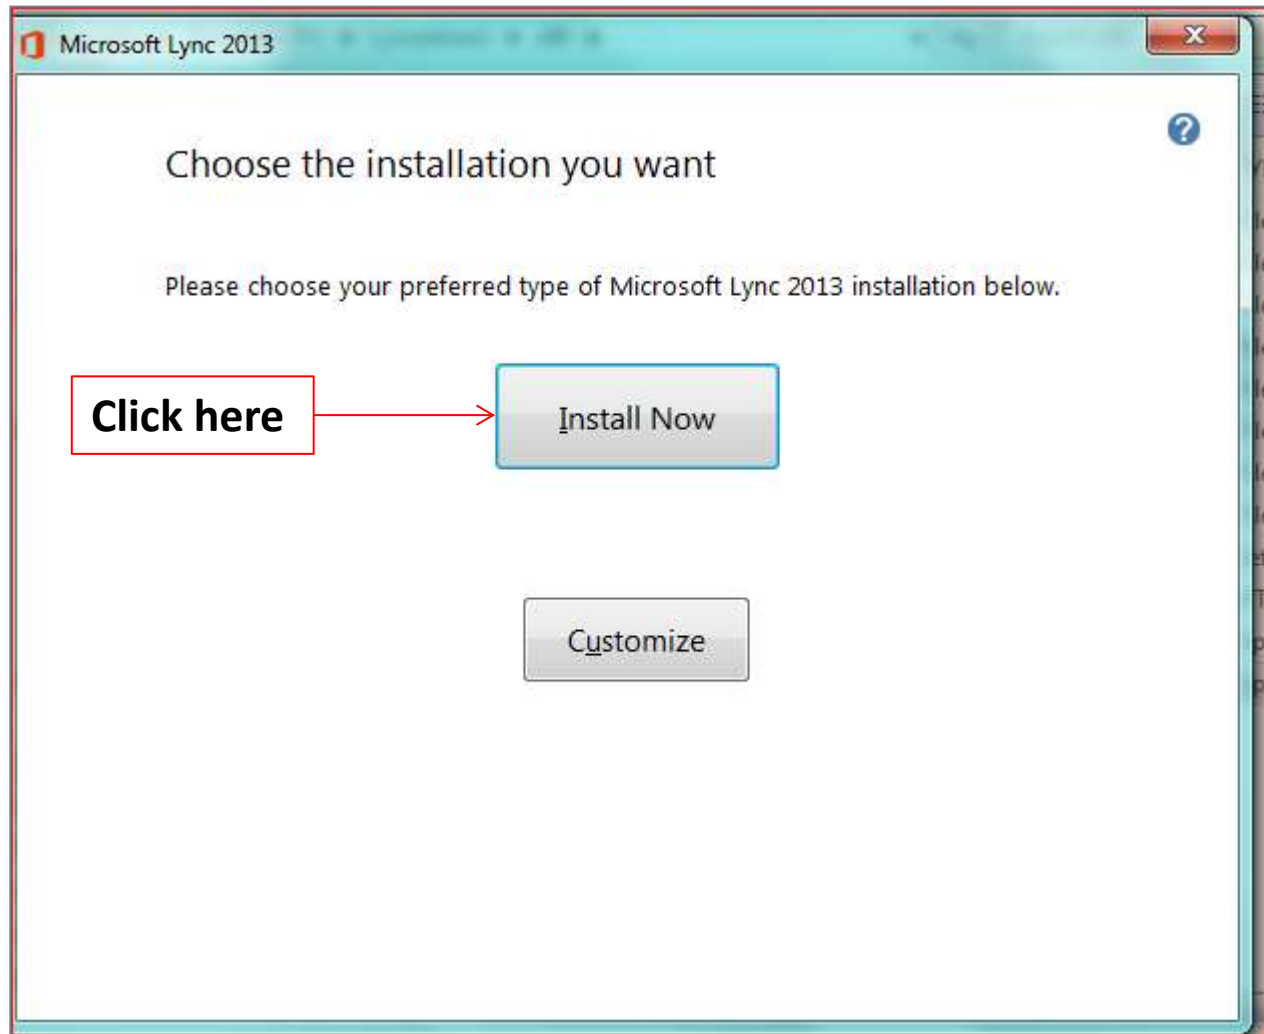 Microsoft Lync 2013
Choose the installation you want
Please choose your preferred type of Microsoft Lync 2013 installation below.
Click here
Install Now
Customize